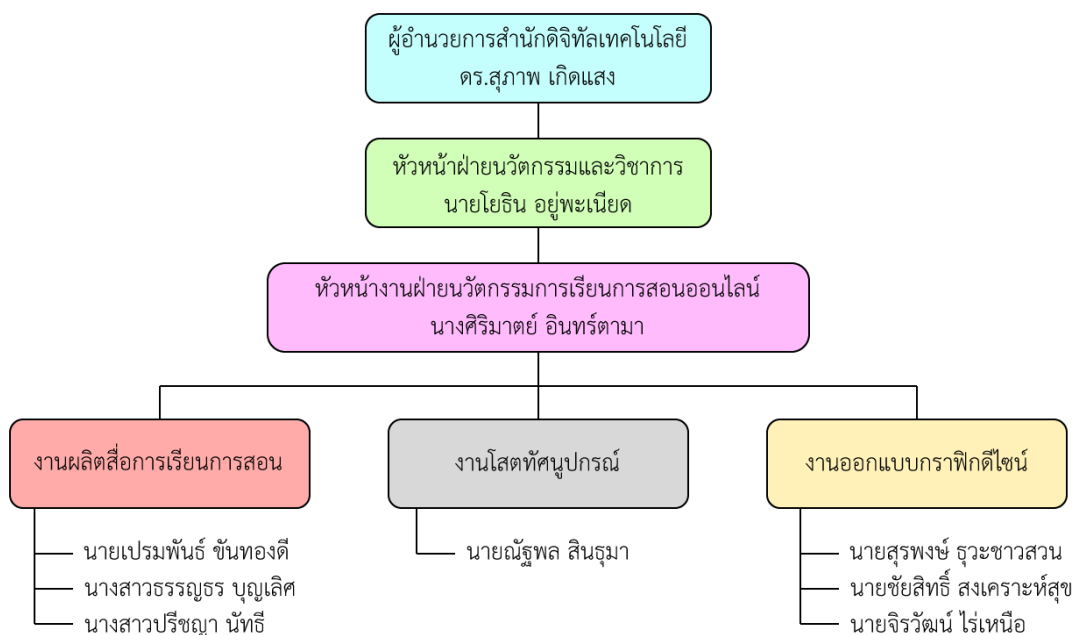 ผู้อำนวยการสำนักดิจิทัลเทคโนโลยี
ดร.สุภาพ เกิดแสง
หัวหน้าฝ่ายนวัตกรรมและวิชาการ
นายโยธิน อยู่พะเนียด
หัวหน้างานฝ่ายนวัตกรรมการเรียนการสอนออนไลน์
นางศิริมาตย์ อินทร์ตามา
งานผลิตสื่อการเรียนการสอน
นายเปรมพันธ์ ขันทองดี
นางสาวธรรญธร บุญเลิศ
นางสาวปรีชญา นัทธี
งานโสตทัศนูปกรณ์
นายณัฐพล สินธุมา
งานออกแบบกราฟิกดีไซน์
นายสุรพงษ์ ธุวะชาวสวน
นายชัยสิทธิ์ สงเคราะห์สุข
นายจิรวัฒน์ ไร่เหนือ